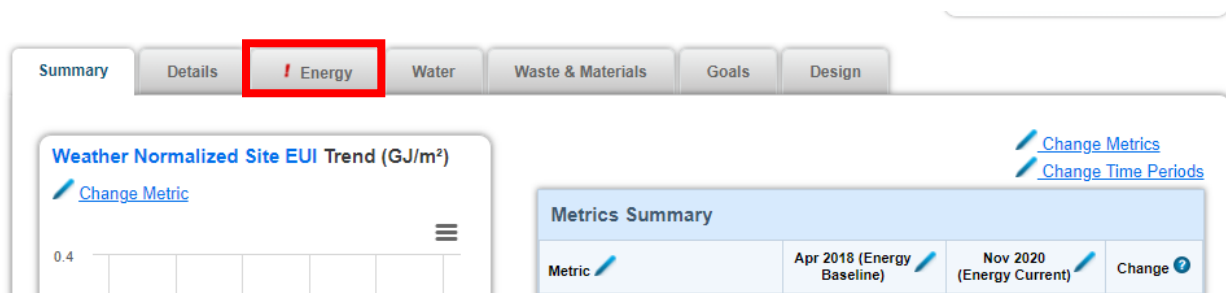 Summary Details ! Energy Water Waste & Materials Goals Design
Weather Normalized Site EUI Trend (GJ/m²)
Change Metric
0.4
Change Metrics
Change Time Periods
Metrics Summary
Metric Apr 2018 (Energy Baseline) Nov 2020 (Energy Current) Change ?